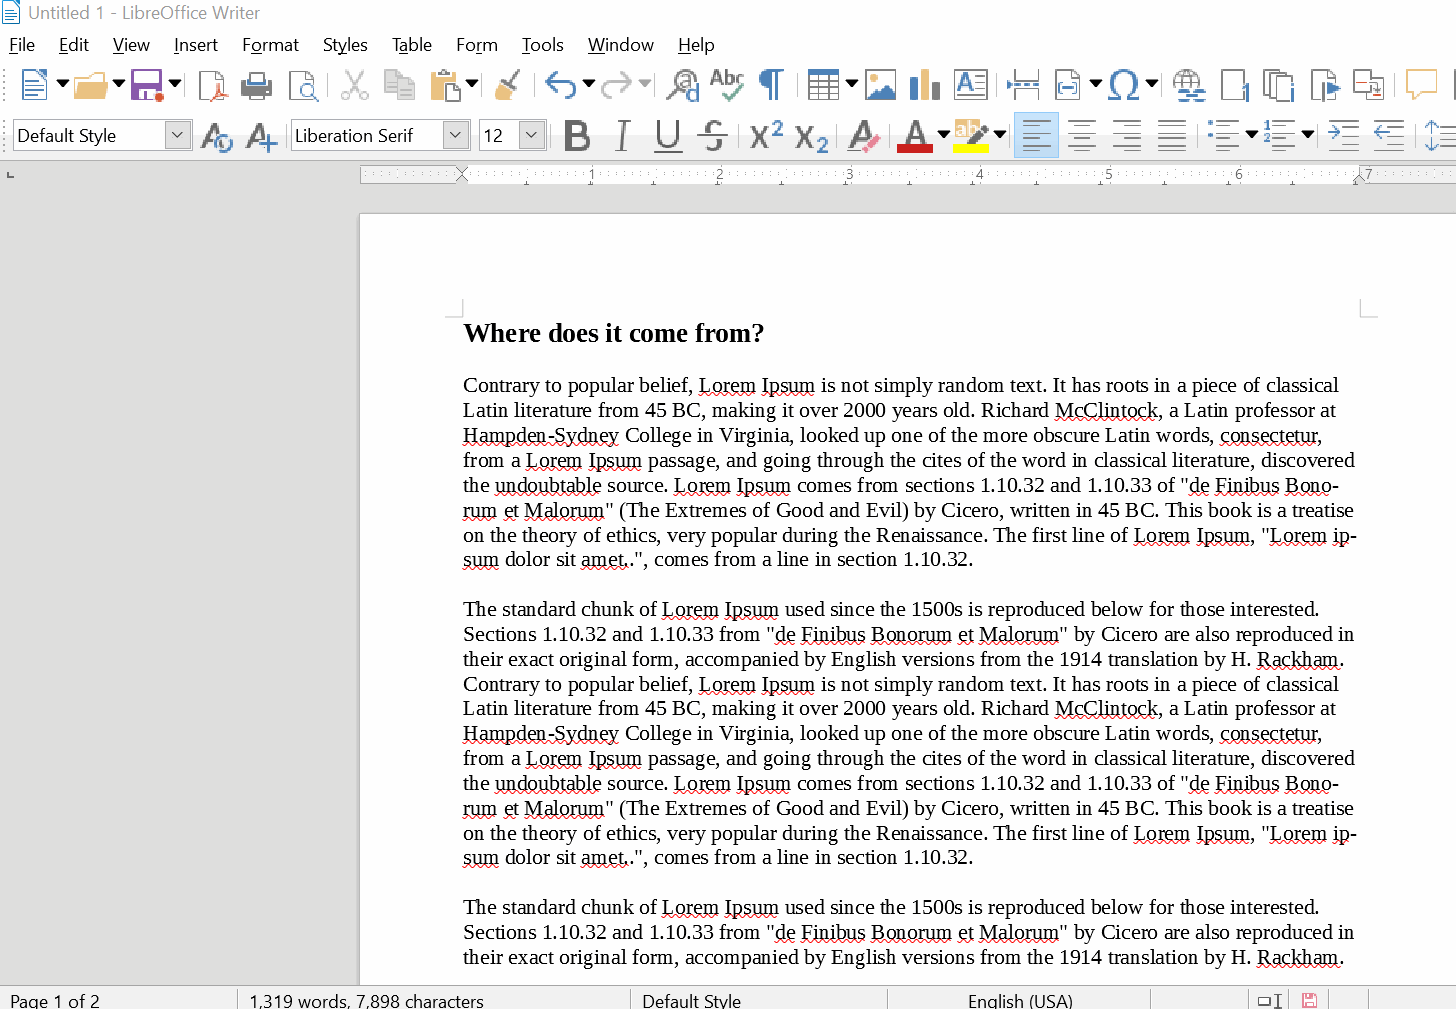 Untitled 1 - LibreOffice Writer
File Edit View Insert Format Styles Table Form Tools Window Help
Abc
Default Style Liberation Serif 12 B I U S X2 X2 A A ab
1 2 3 4 5 6 7
Where does it come from?
Contrary to popular belief, Lorem Ipsum is not simply random text. It has roots in a piece of classical
Latin literature from 45 BC, making it over 2000 years old. Richard McClintock, a Latin professor at
Hampden-Sydney College in Virginia, looked up one of the more obscure Latin words, consectetur,
from a Lorem Ipsum passage, and going through the cites of the word in classical literature, discovered
the undoubtable source. Lorem Ipsum comes from sections 1.10.32 and 1.10.33 of "de Finibus Bono-
rum et Malorum" (The Extremes of Good and Evil) by Cicero, written in 45 BC. This book is a treatise
on the theory of ethics, very popular during the Renaissance. The first line of Lorem Ipsum, "Lorem ip-
sum dolor sit amet..", comes from a line in section 1.10.32.
The standard chunk of Lorem Ipsum used since the 1500s is reproduced below for those interested.
Sections 1.10.32 and 1.10.33 from "de Finibus Bonorum et Malorum" by Cicero are also reproduced in
their exact original form, accompanied by English versions from the 1914 translation by H. Rackham.
Contrary to popular belief, Lorem Ipsum is not simply random text. It has roots in a piece of classical
Latin literature from 45 BC, making it over 2000 years old. Richard McClintock, a Latin professor at
Hampden-Sydney College in Virginia, looked up one of the more obscure Latin words, consectetur,
from a Lorem Ipsum passage, and going through the cites of the word in classical literature, discovered
the undoubtable source. Lorem Ipsum comes from sections 1.10.32 and 1.10.33 of "de Finibus Bono-
rum et Malorum" (The Extremes of Good and Evil) by Cicero, written in 45 BC. This book is a treatise
on the theory of ethics, very popular during the Renaissance. The first line of Lorem Ipsum, "Lorem ip-
sum dolor sit amet..", comes from a line in section 1.10.32.
The standard chunk of Lorem Ipsum used since the 1500s is reproduced below for those interested.
Sections 1.10.32 and 1.10.33 from "de Finibus Bonorum et Malorum" by Cicero are also reproduced in
their exact original form, accompanied by English versions from the 1914 translation by H. Rackham.
Page 1 of 2 1,319 words, 7,898 characters Default Style English (USA)